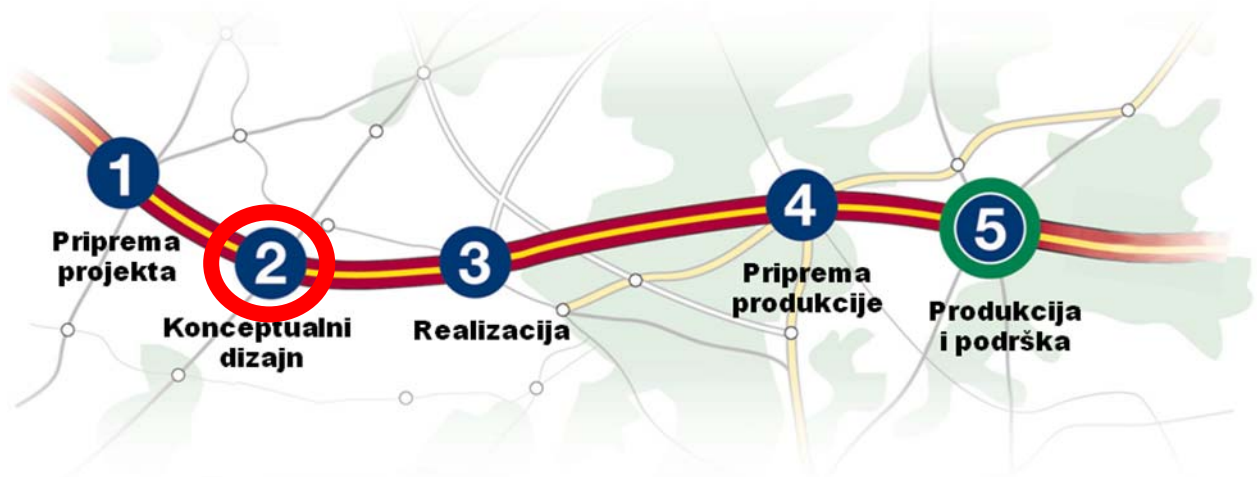 1
Priprema
projekta
2
Konceptualni
dizajn
3
Realizacija
4
Priprema
produkcije
5
Produkcija
i podrška